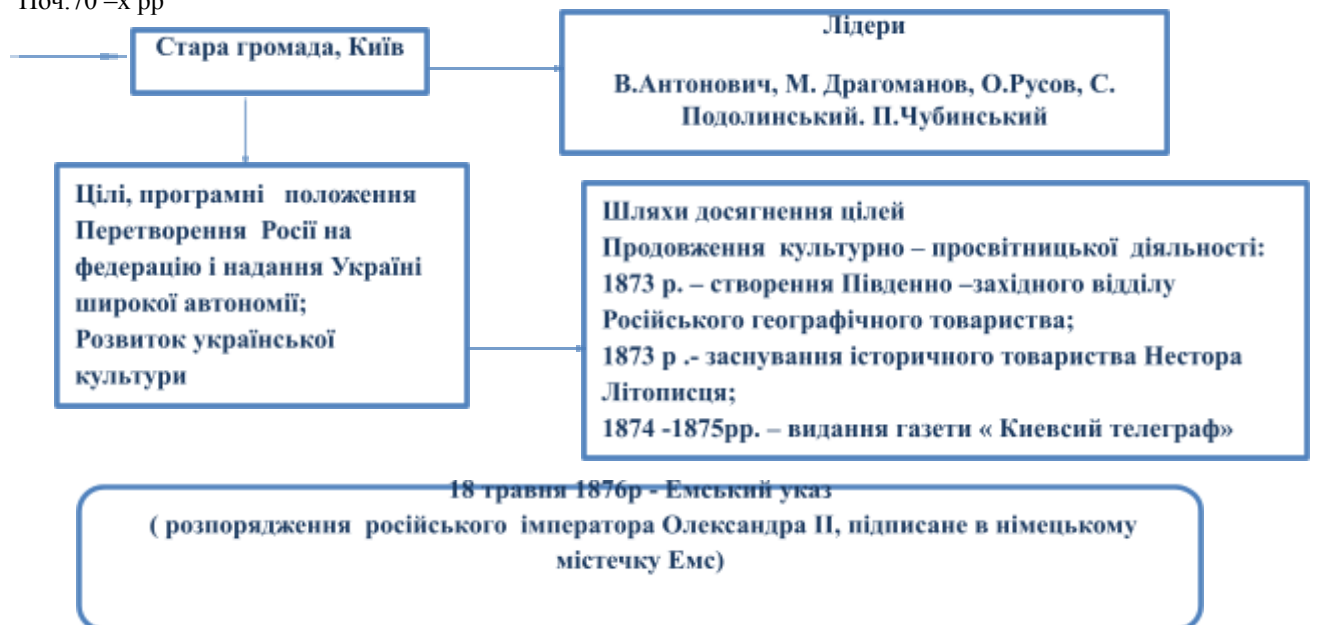 Поч.70 –х рр
Стара громада, Київ
Лідери
В.Антонович, М. Драгоманов, О.Русов, С.
Подолинський. П.Чубинський
Цілі, програмні положення
Перетворення Росії на
федерацію і надання Україні
широкої автономії;
Розвиток української
культури
Шляхи досягнення цілей
Продовження культурно – просвітницької діяльності:
1873 р. – створення Південно –західного відділу
Російського географічного товариства;
1873 р .- заснування історичного товариства Нестора
Літописця;
1874 -1875рр. – видання газети « Киевсий телеграф»
18 травня 1876р - Емський указ
( розпорядження російського імператора Олександра ІІ, підписане в німецькому
містечку Емс)